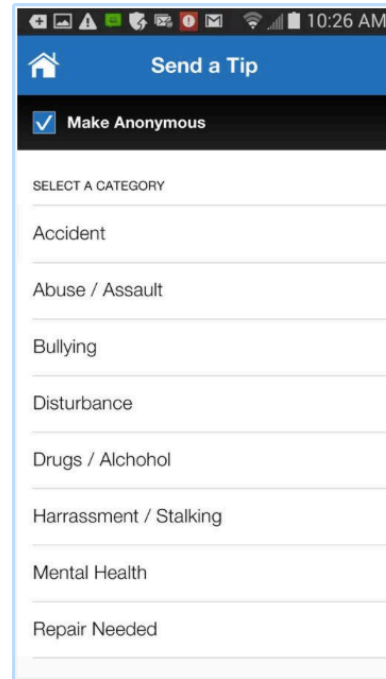 10:26 AM
Send a Tip
Make Anonymous
SELECT A CATEGORY
Accident
Abuse / Assault
Bullying
Disturbance
Drugs / Alchohol
Harrassment / Stalking
Mental Health
Repair Needed